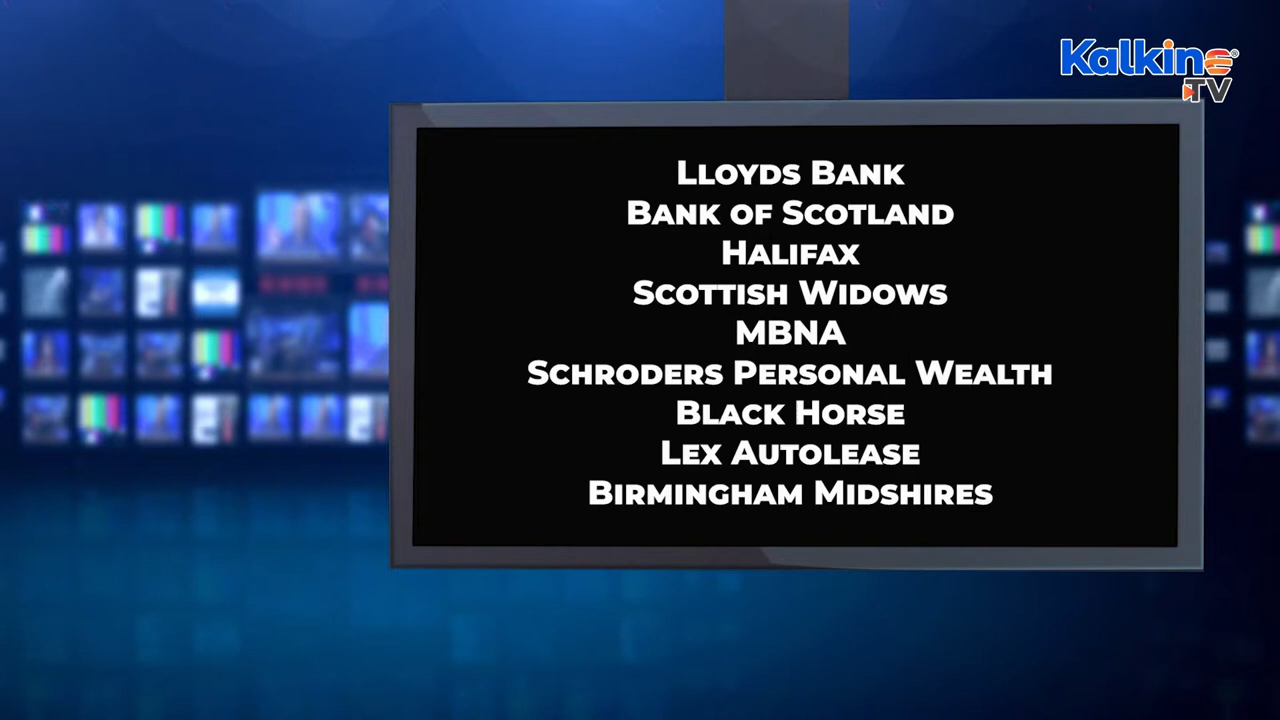 Kalkine®
TV
Lloyds Bank
Bank of Scotland
Halifax
Scottish Widows
MBNA
Schroders Personal Wealth
Black Horse
Lex Autolease
Birmingham Midshires